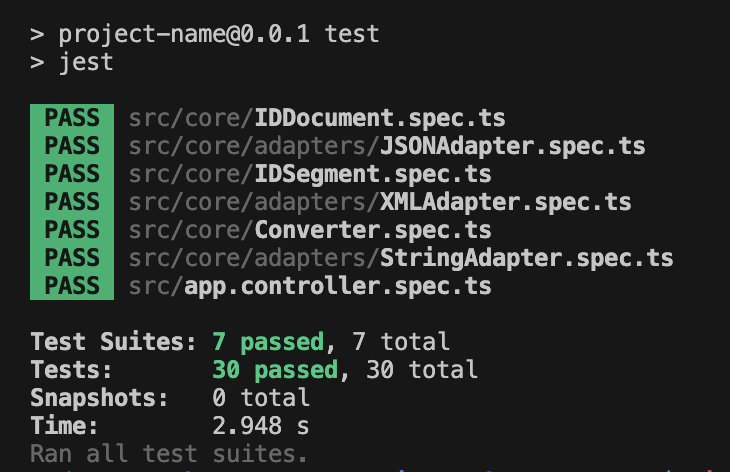 > project-name@0.0.1 test
> jest
PASS src/core/IDDocument.spec.ts
PASS src/core/adapters/JSONAdapter.spec.ts
PASS src/core/IDSegment.spec.ts
PASS src/core/adapters/XMLAdapter.spec.ts
PASS src/core/Converter.spec.ts
PASS src/core/adapters/StringAdapter.spec.ts
PASS src/app.controller.spec.ts
Test Suites: 7 passed, 7 total
Tests: 30 passed, 30 total
Snapshots: 0 total
Time: 2.948 s
Ran all test suites.